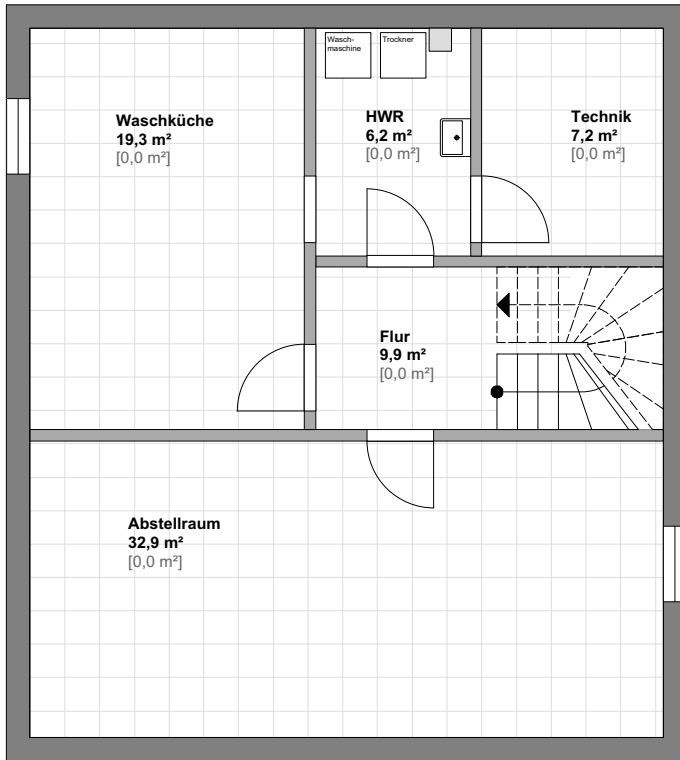 Wasch-
maschine
Trockner
Waschküche
19,3 m²
[0,0 m²]
HWR
6,2 m²
[0,0 m²]
Technik
7,2 m²
[0,0 m²]
Flur
9,9 m²
[0,0 m²]
Abstellraum
32,9 m²
[0,0 m²]